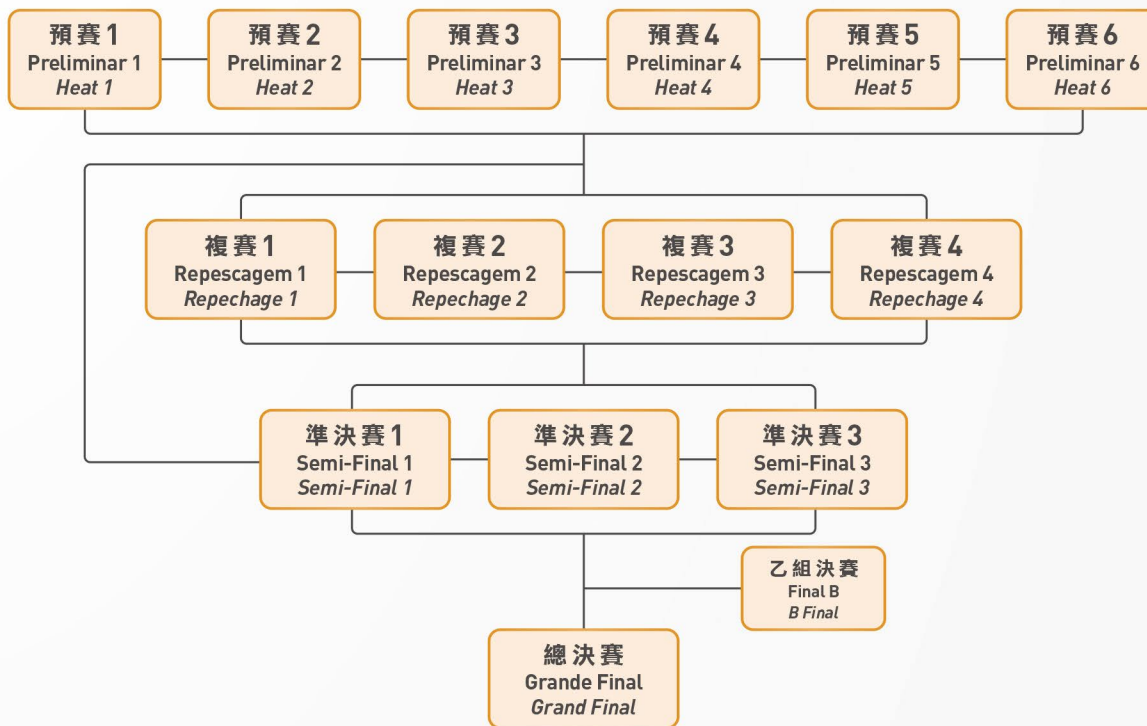 預賽1
Preliminar 1
Heat 1
預賽2
Preliminar 2
Heat 2
預賽3
Preliminar 3
Heat 3
預賽4
Preliminar 4
Heat 4
預賽5
Preliminar 5
Heat 5
預賽6
Preliminar 6
Heat 6
複賽1
Repescagem 1
Repechage 1
複賽2
Repescagem 2
Repechage 2
複賽3
Repescagem 3
Repechage 3
複賽4
Repescagem 4
Repechage 4
準決賽1
Semi-Final 1
Semi-Final 1
準決賽2
Semi-Final 2
Semi-Final 2
準決賽3
Semi-Final 3
Semi-Final 3
乙組決賽
Final B
B Final
總決賽
Grande Final
Grand Final